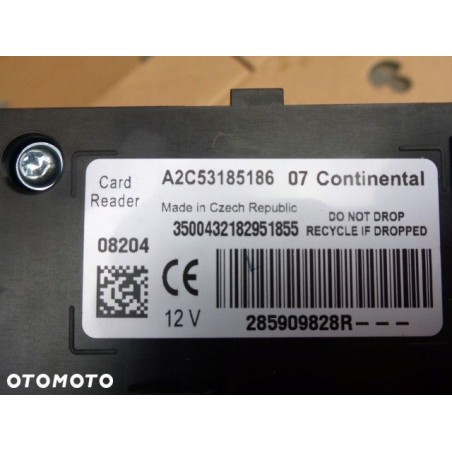 Card Reader
A2C53185186 07 Continental
Made in Czech Republic
3500432182951855
DO NOT DROP
RECYCLE IF DROPPED
08204
CE
12 V
285909828R---
OTOMOTO